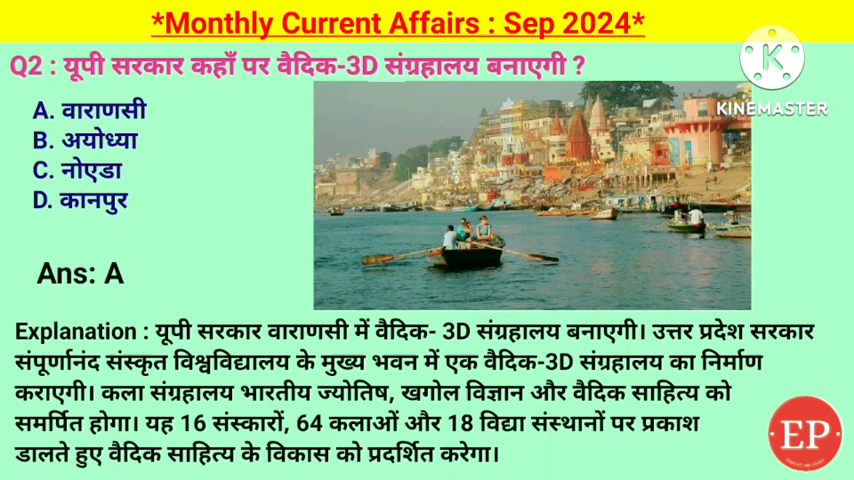 *Monthly Current Affairs : Sep 2024*
Q2 : यूपी सरकार कहाँ पर वैदिक-3D संग्रहालय बनाएगी ?
K
KINEMASTER
A. वाराणसी
B. अयोध्या
C. नोएडा
D. कानपुर
Ans: A
Explanation : यूपी सरकार वाराणसी में वैदिक- 3D संग्रहालय बनाएगी। उत्तर प्रदेश सरकार
संपूर्णानंद संस्कृत विश्वविद्यालय के मुख्य भवन में एक वैदिक-3D संग्रहालय का निर्माण
कराएगी। कला संग्रहालय भारतीय ज्योतिष, खगोल विज्ञान और वैदिक साहित्य को
समर्पित होगा। यह 16 संस्कारों, 64 कलाओं और 18 विद्या संस्थानों पर प्रकाश
डालते हुए वैदिक साहित्य के विकास को प्रदर्शित करेगा।
EP